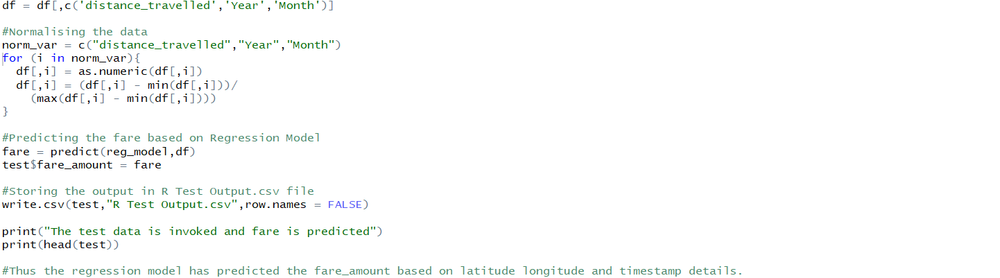 df = df[,c('distance_travelled','Year','Month')]
#Normalising the data
norm_var = c("distance_travelled","Year","Month")
for (i in norm_var){
  df[,i] = as.numeric(df[,i])
  df[,i] = (df[,i] - min(df[,i]))/
    (max(df[,i] - min(df[,i])))
}
#Predicting the fare based on Regression Model
fare = predict(reg_model,df)
test$fare_amount = fare
#Storing the output in R Test Output.csv file
write.csv(test,"R Test Output.csv",row.names = FALSE)
print("The test data is invoked and fare is predicted")
print(head(test))
#Thus the regression model has predicted the fare_amount based on latitude longitude and timestamp details.